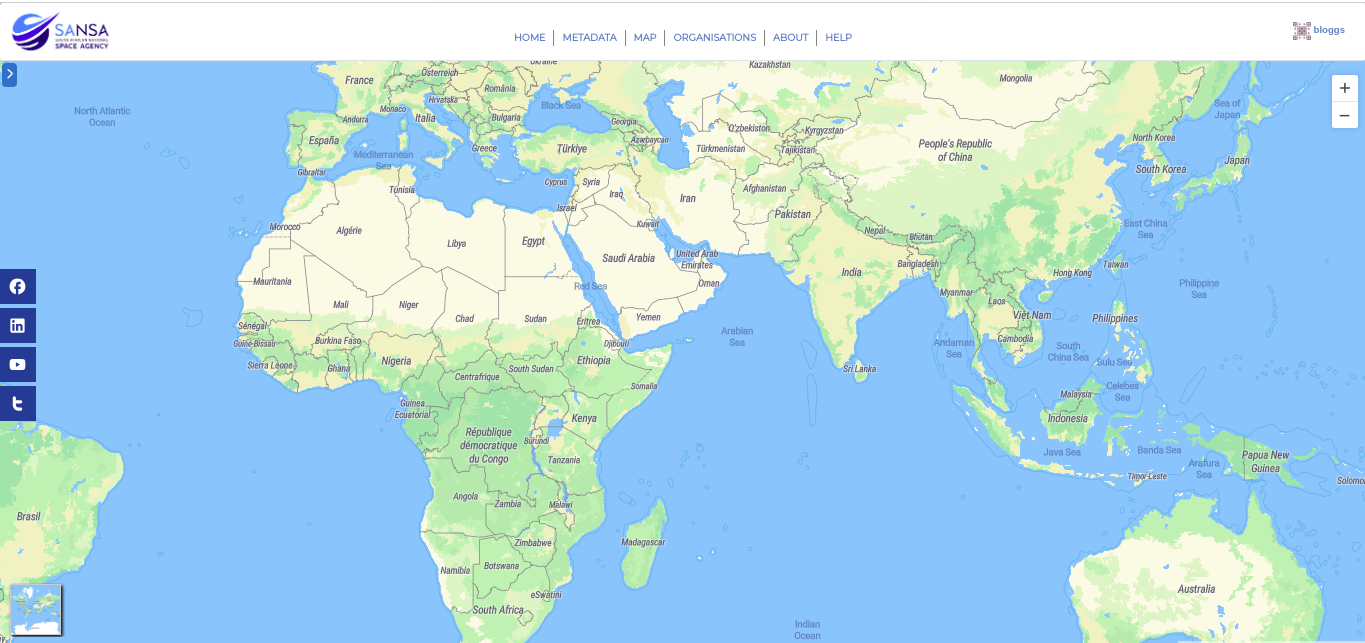 SANSA
SOUTH AFRICAN NATIONAL
SPACE AGENCY
HOME
METADATA
MAP
ORGANISATIONS
ABOUT
HELP
bloggs
Ukraine
Kazakhstan
Österreich
France
Mongolia
România
Hrvatska
Monaco
Black Sea
Sea of
Japan
North Atlantic
Ocean
Andorra
Italia
Bulgaria
Georgia
O'zbekiston
Kyrgyzstan
España
Azərbaycan
North Korea
Greece
Türkiye
Türkmenistan
Tajikistan
People's Republic
of China
Mediterranean
Sea
Japan
South Korea
Gibraltar
Cyprus
Syria
Tunisia
Iraq
Iran
Afghanistan
Israel
Pakistan
Morocco
Kuwait
East China
Sea
Algérie
Nepal
Bhutan
Libya
Egypt
Saudi Arabia
United Arab
Emirates
Bangladesh
Taiwan
India
Hong Kong
Mauritania
Red Sea
Oman
Philippine
Sea
Myanmar
Laos
Mali
Niger
Chad
Sudan
Yemen
Việt Nam
Philippines
Sénégal
Eritrea
Arabian
Sea
Burkina Faso
Guiné-Bissau
Djibouti
Cambodia
Andaman
Sea
South
China Sea
Nigeria
Ethiopia
Sulu Sea
Sierra Leone
Ghana
South Sudan
Sri Lanka
Centrafrique
Somalia
Celebes
Sea
Malaysia
Guinea
Ecuatorial
Kenya
Indonesia
République
démocratique
du Congo
Burundi
Java Sea
Banda Sea
Papua New
Guinea
Tanzania
Arafura
Sea
Timor-Leste
Solomon
Angola
Zambia
Malawi
Brasil
Zimbabwe
Madagascar
Namibia
Botswana
Australia
eSwatini
South Africa
Indian
Ocean